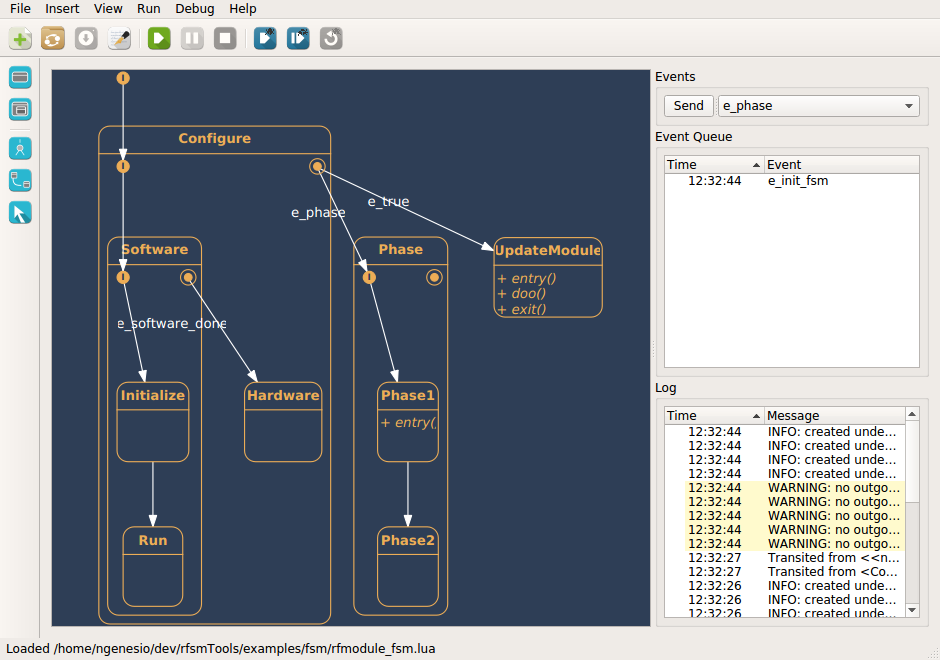 File Insert View Run Debug Help
Events
Send e_phase
Event Queue
Time Event
12:32:44 e_init_fsm
I
Configure
I
e_phase
e_true
Software
Phase
UpdateModule
I
I
+ entry()
+ doo()
+ exit()
e_software_done
Initialize
Hardware
Phase1
+ entry(
Run
Phase2
Log
Time Message
12:32:44 INFO: created unde...
12:32:44 INFO: created unde...
12:32:44 INFO: created unde...
12:32:44 INFO: created unde...
12:32:44 WARNING: no outgo...
12:32:44 WARNING: no outgo...
12:32:44 WARNING: no outgo...
12:32:44 WARNING: no outgo...
12:32:44 WARNING: no outgo...
12:32:27 Transited from <<n...
12:32:27 Transited from <Co...
12:32:26 INFO: created unde...
12:32:26 INFO: created unde...
12:32:26 INFO: created unde...
Loaded /home/ngenesio/dev/rfsmTools/examples/fsm/rfmodule_fsm.lua